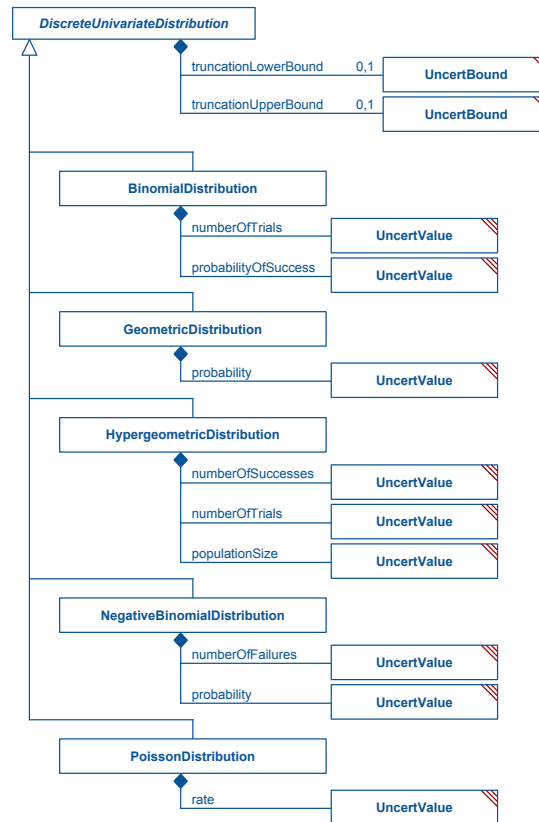 DiscreteUnivariateDistribution
truncationLowerBound 0,1 UncertBound
truncationUpperBound 0,1 UncertBound
BinomialDistribution
numberOfTrials UncertValue
probabilityOfSuccess UncertValue
GeometricDistribution
probability UncertValue
HypergeometricDistribution
numberOfSuccesses UncertValue
numberOfTrials UncertValue
populationSize UncertValue
NegativeBinomialDistribution
numberOfFailures UncertValue
probability UncertValue
PoissonDistribution
rate UncertValue